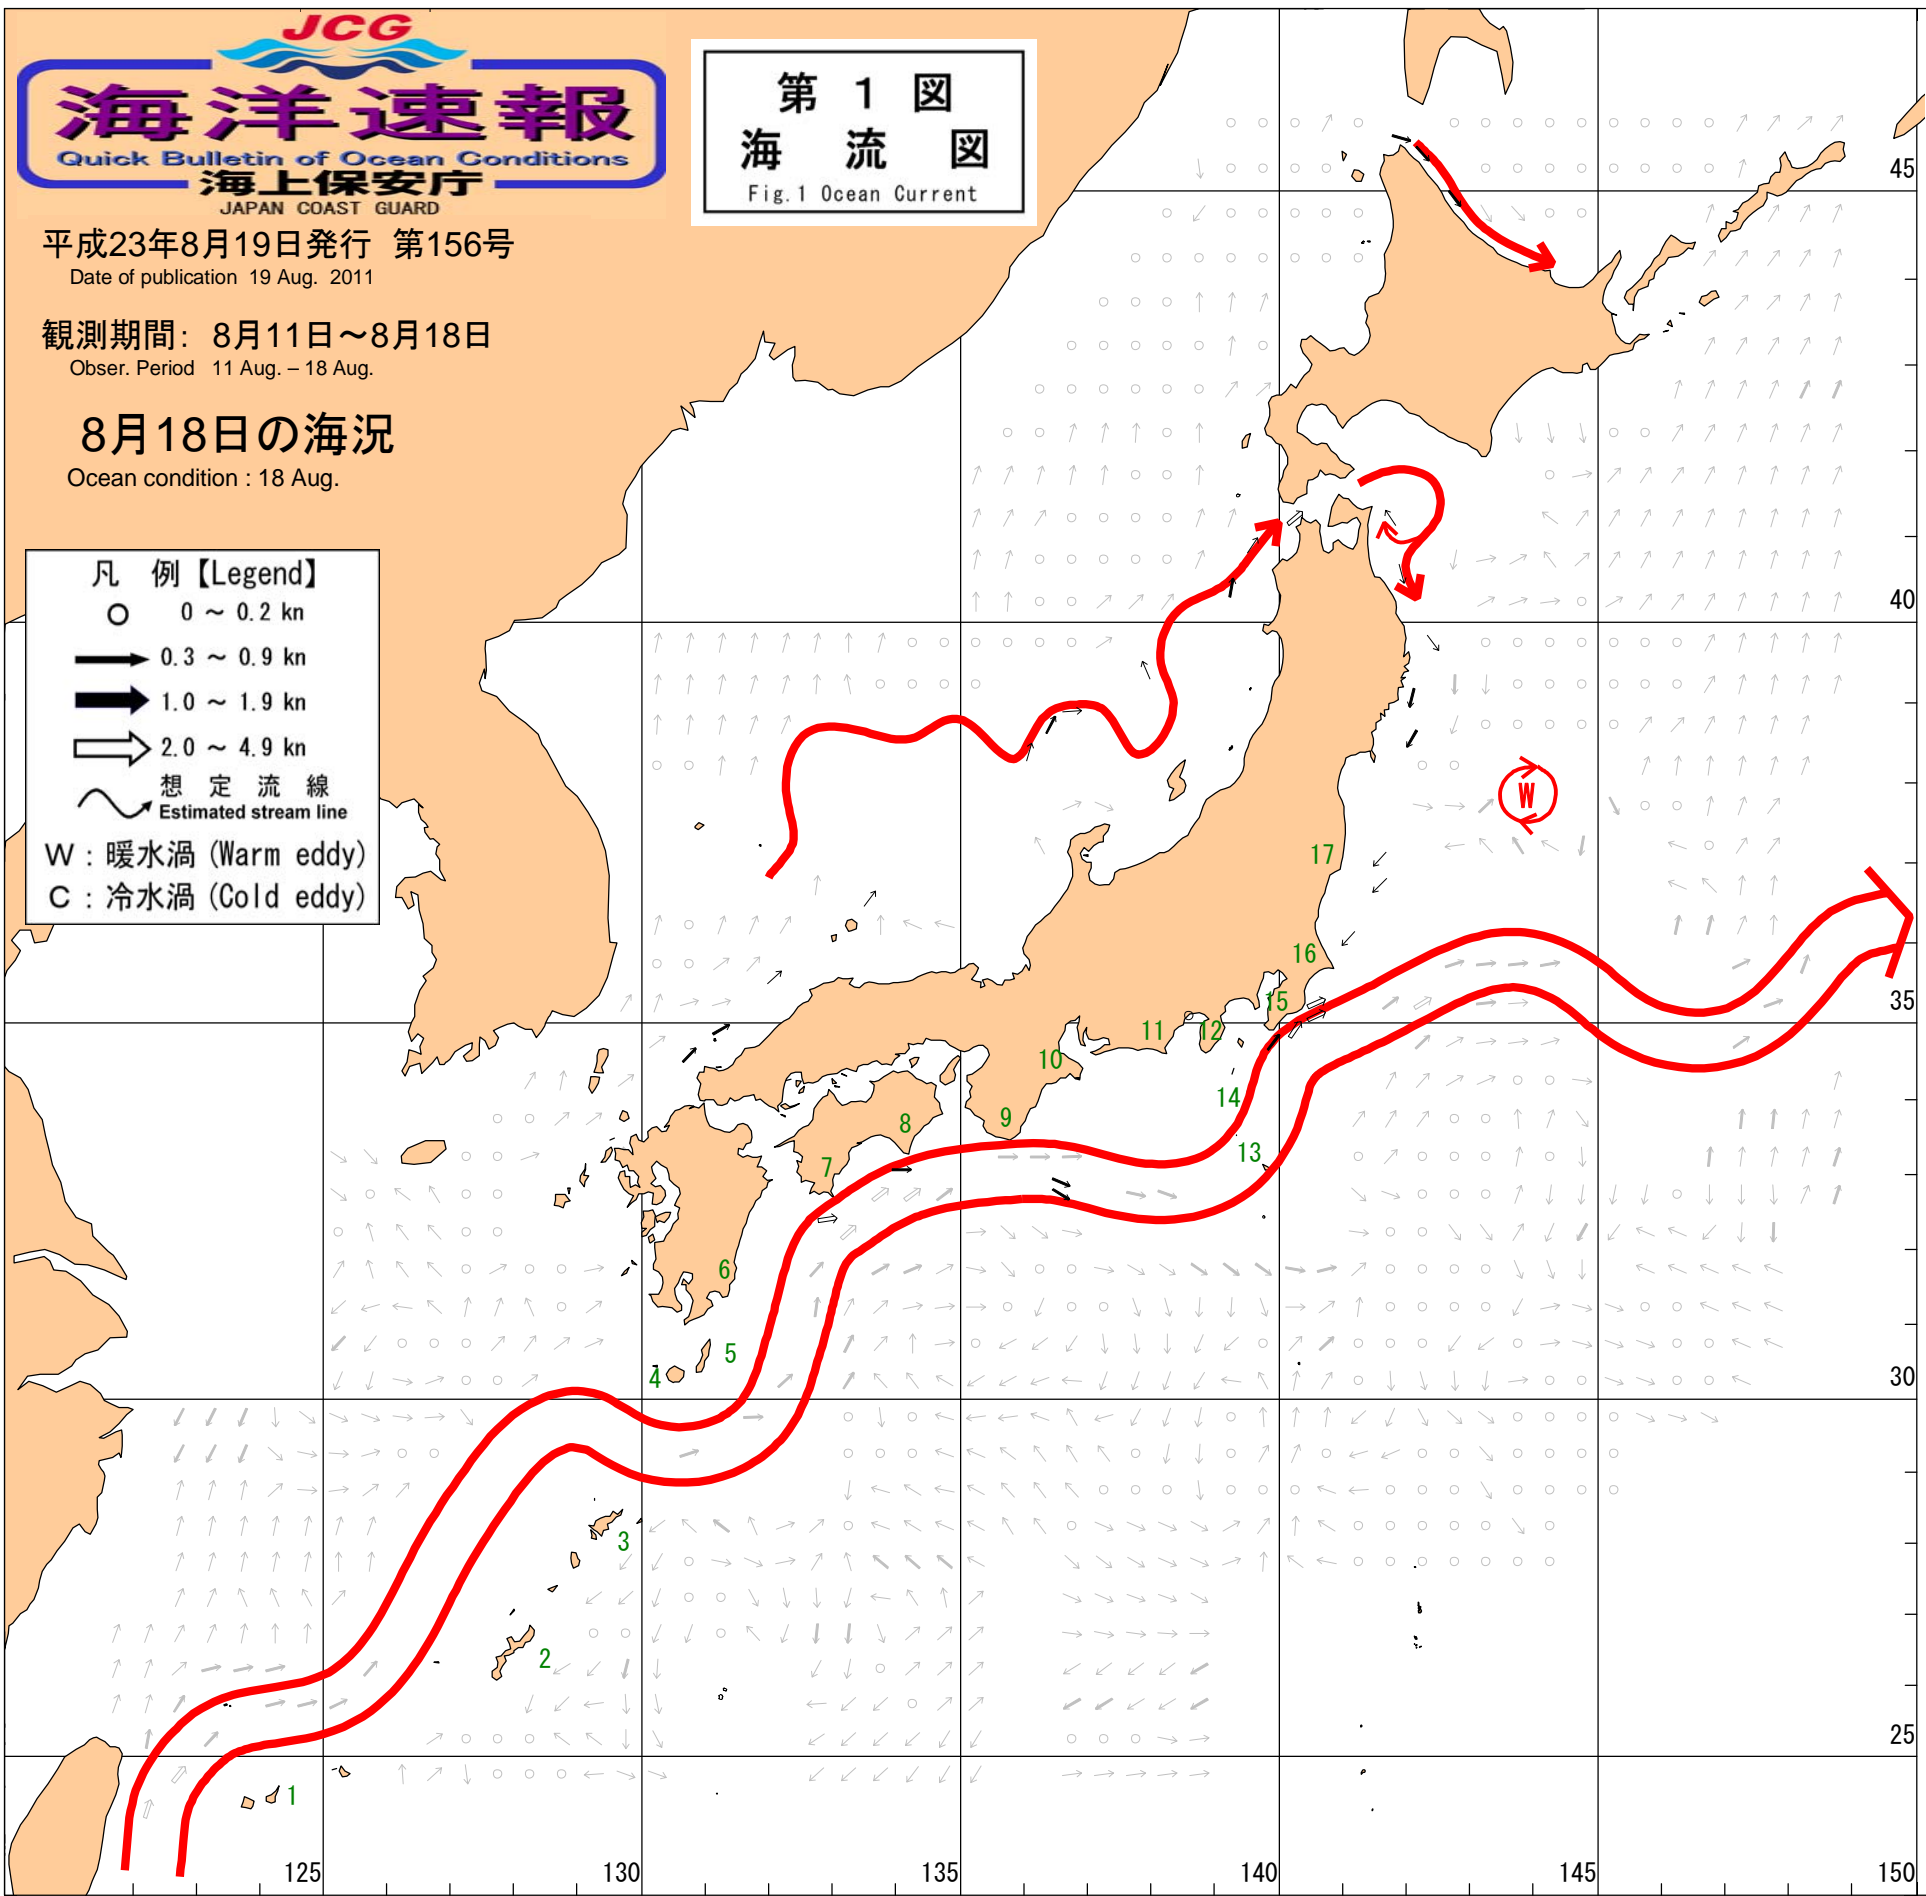 JCG
海洋速報
Quick Bulletin of Ocean Conditions
海上保安庁
JAPAN COAST GUARD
第 1 図
海 流 図
Fig.1 Ocean Current
平成23年8月19日発行 第156号
Date of publication 19 Aug. 2011
観測期間: 8月11日～8月18日
Obser. Period 11 Aug. – 18 Aug.
8月18日の海況
Ocean condition : 18 Aug.
凡 例【Legend】
0 ～ 0.2 kn
0.3 ～ 0.9 kn
1.0 ～ 1.9 kn
2.0 ～ 4.9 kn
想 定 流 線
Estimated stream line
W : 暖水渦 (Warm eddy)
C : 冷水渦 (Cold eddy)
45
40
W
17
16
35
15
12
11
10
14
9
8
13
7
6
5
4
30
3
2
25
1
125
130
135
140
145
150